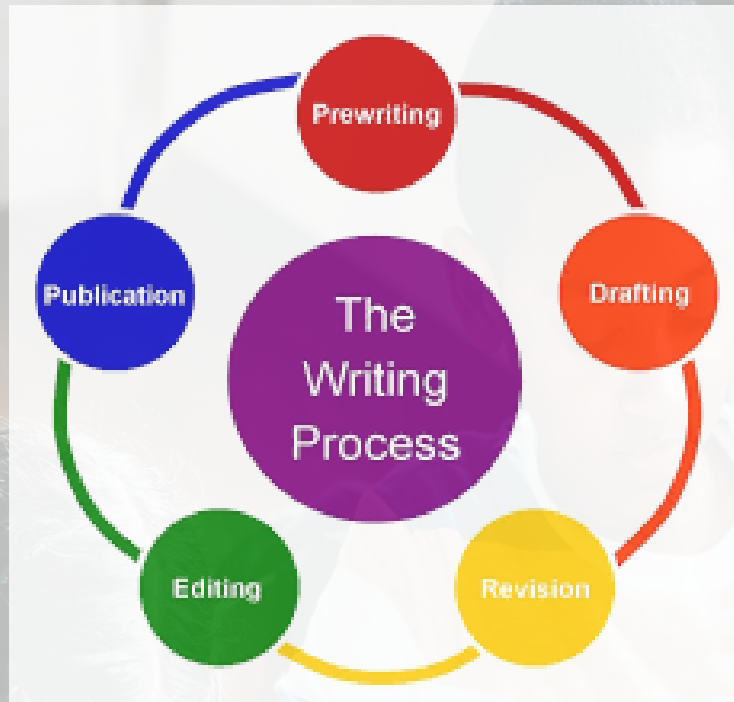 Prewriting
Drafting
Revision
Editing
Publication
The
Writing
Process